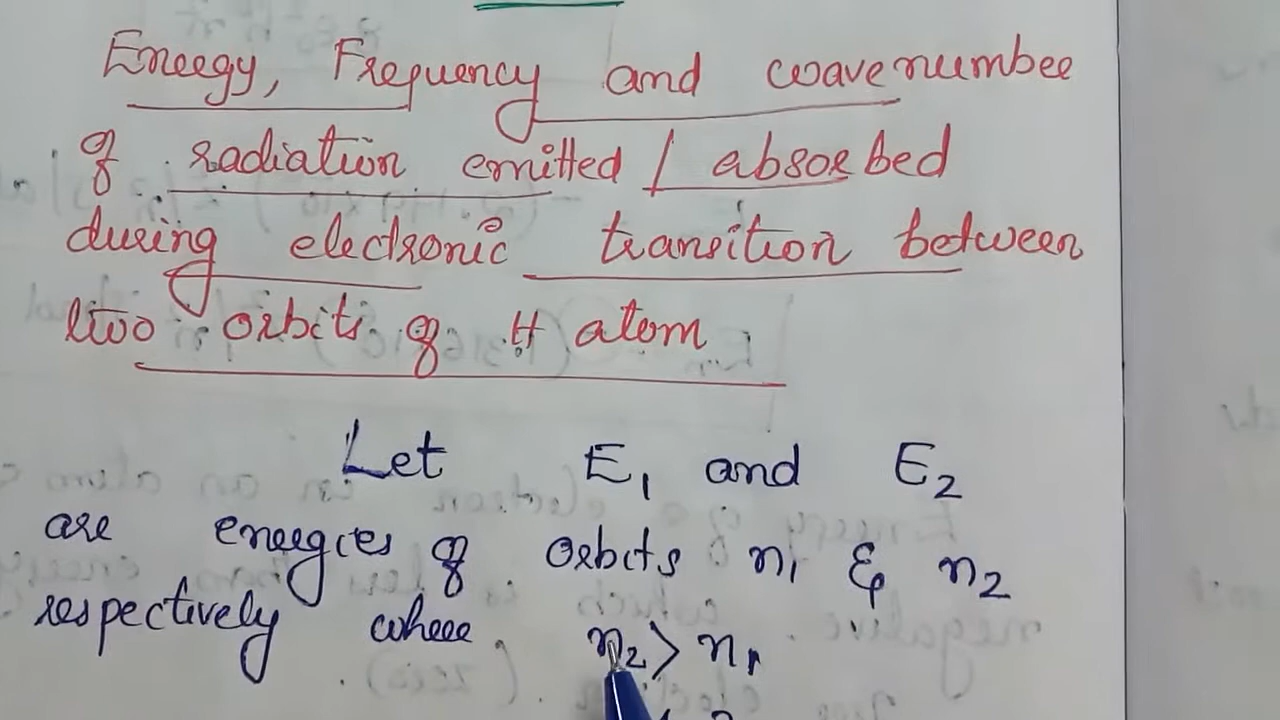 Energy, Frequency and wavenumber
of radiation emitted / absorbed
during electronic transition between
two orbits of H atom
Let E₁ and E₂
are energies of orbits n₁ & n₂
respectively where n₂ > n₁